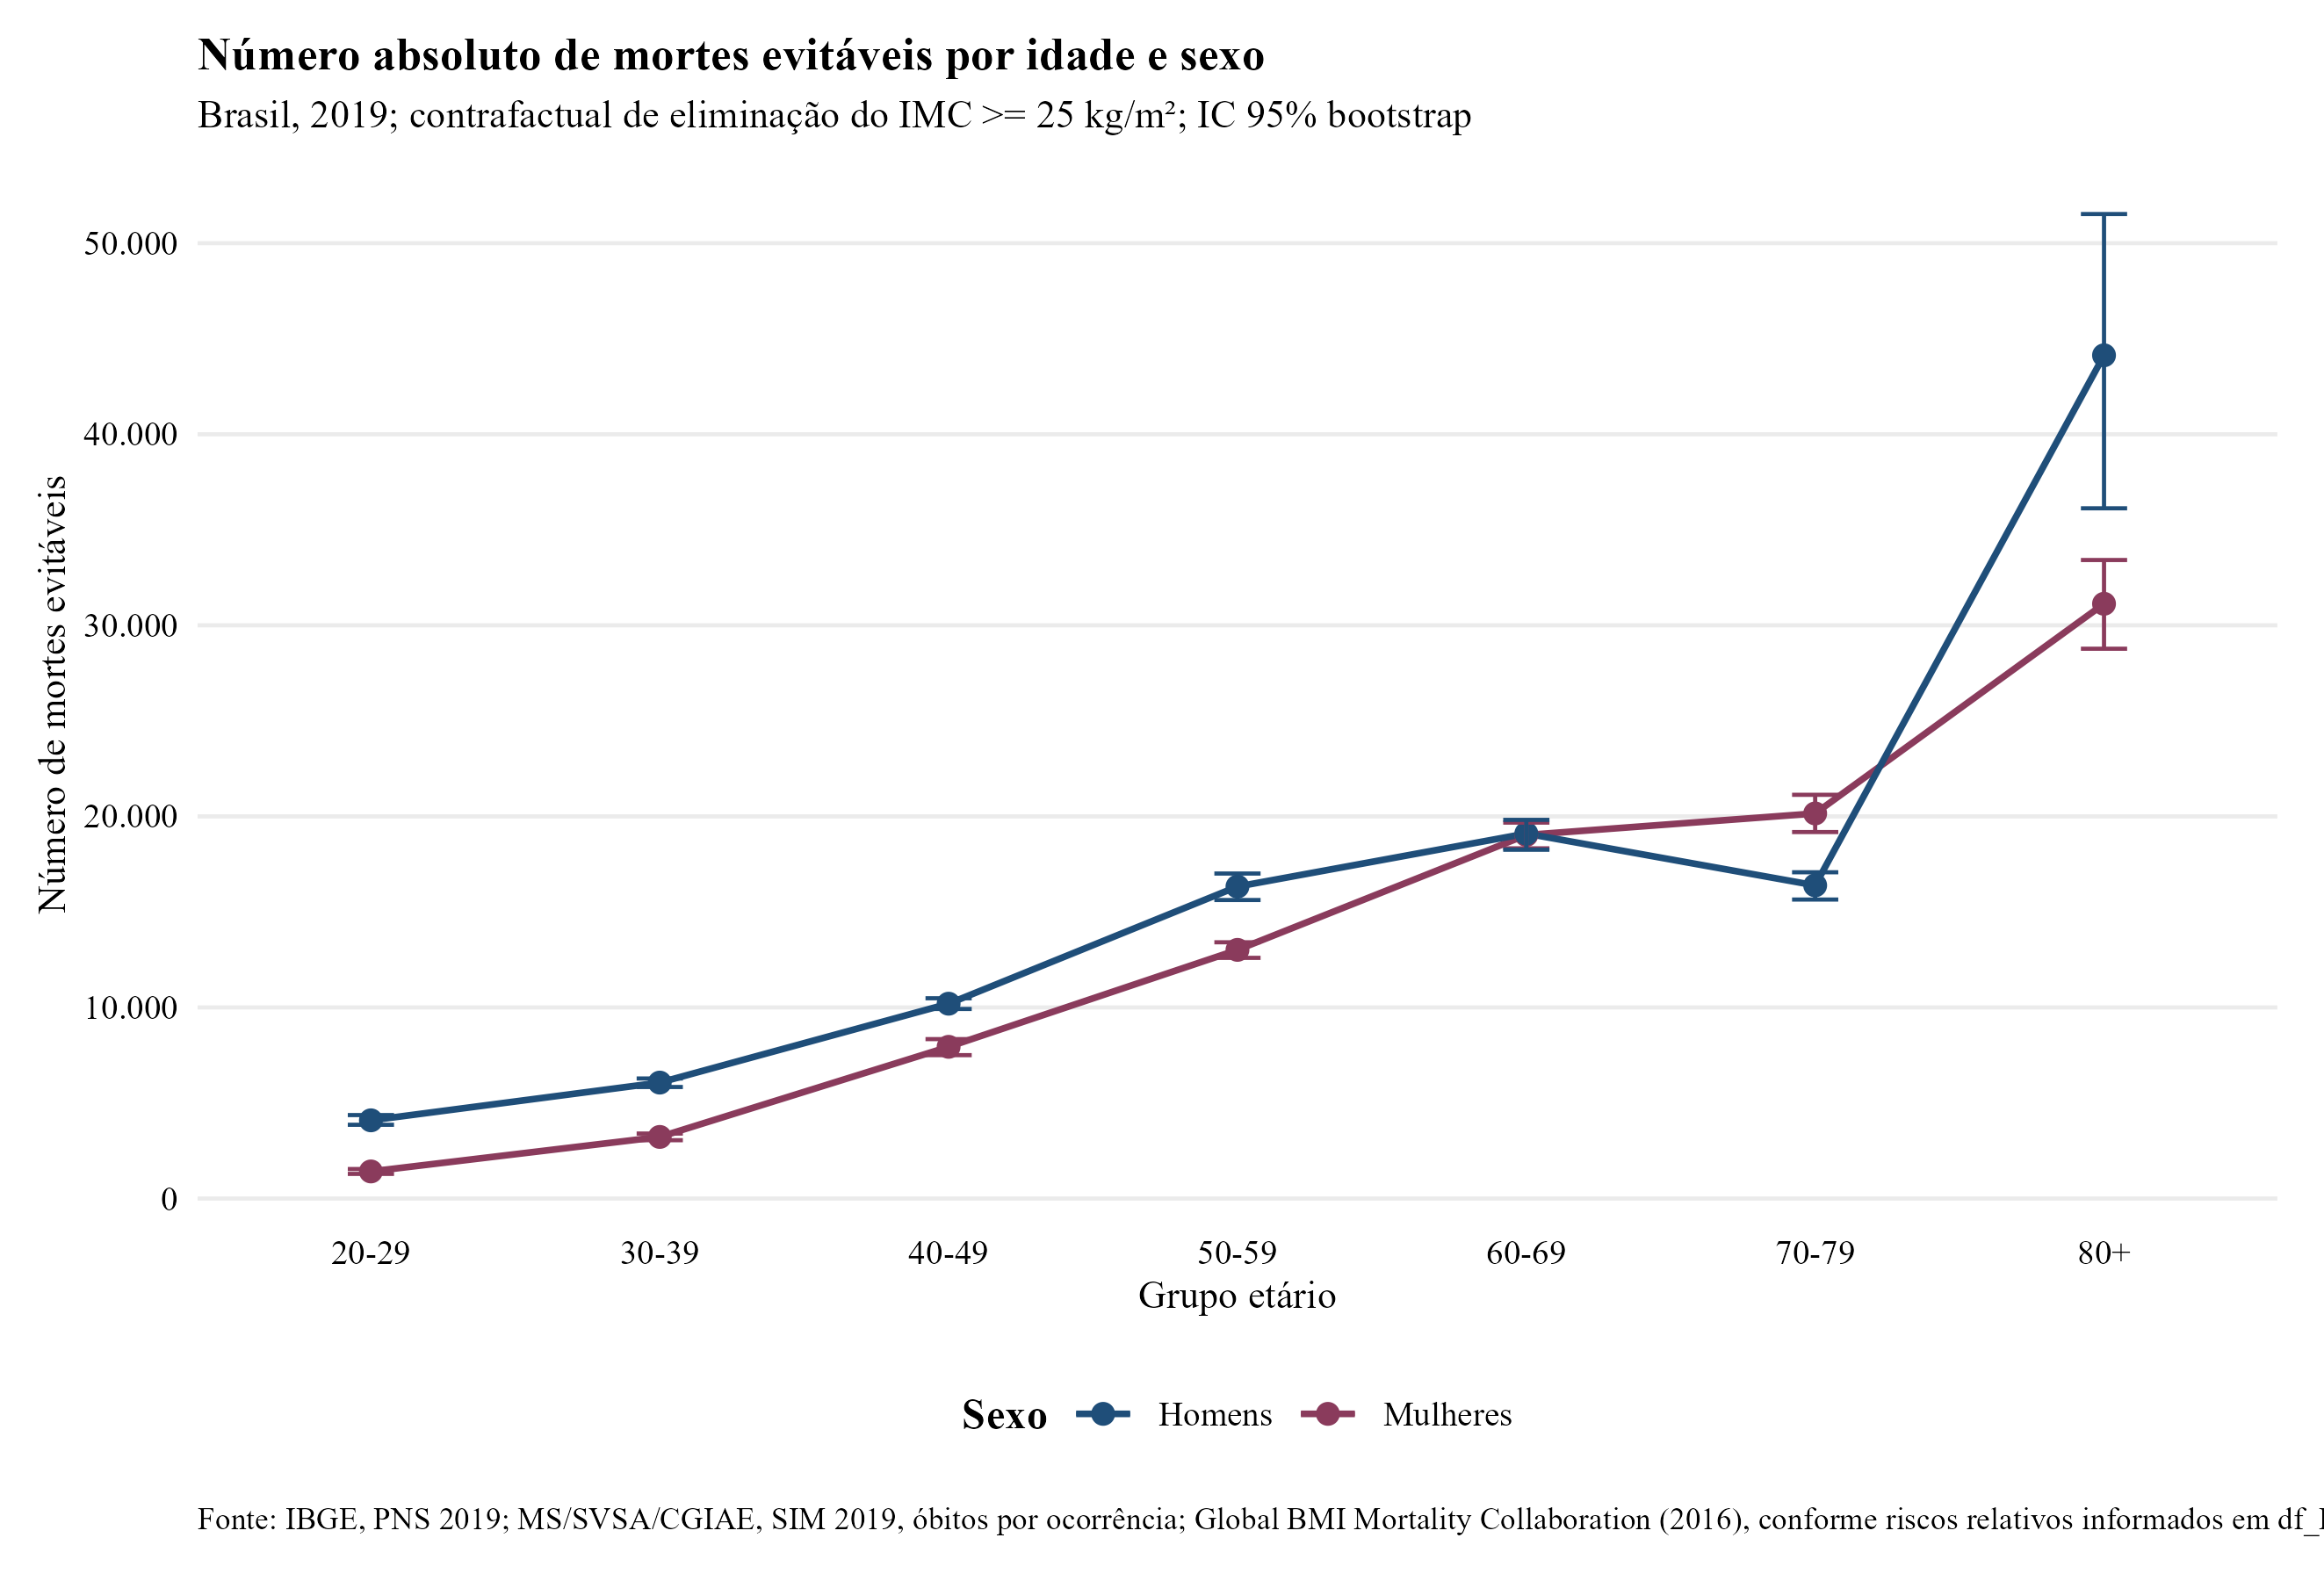 Número absoluto de mortes evitáveis por idade e sexo
Brasil, 2019; contrafactual de eliminação do IMC >= 25 kg/m²; IC 95% bootstrap
Número de mortes evitáveis
50.000
40.000
30.000
20.000
10.000
0
20-29 30-39 40-49 50-59 60-69 70-79 80+
Grupo etário
Sexo Homens Mulheres
Fonte: IBGE, PNS 2019; MS/SVSA/CGIAE, SIM 2019, óbitos por ocorrência; Global BMI Mortality Collaboration (2016), conforme riscos relativos informados em